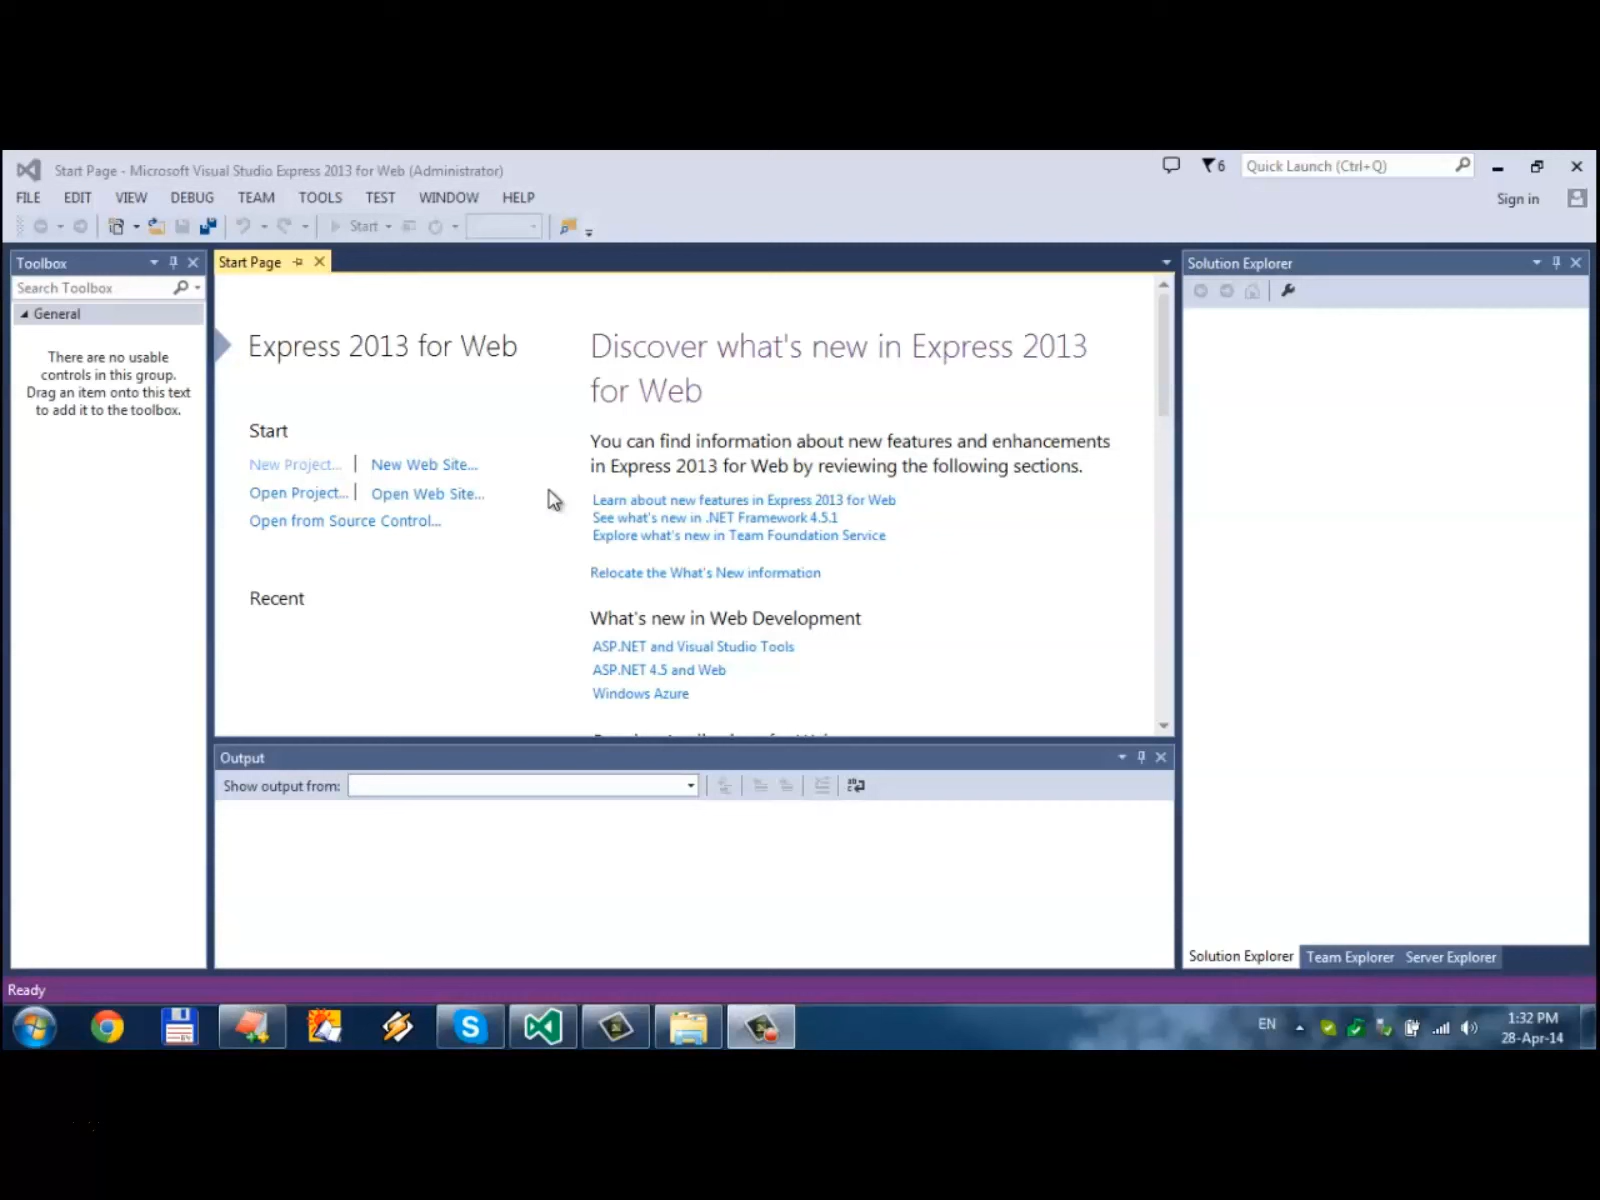 Start Page - Microsoft Visual Studio Express 2013 for Web (Administrator)
6
Quick Launch (Ctrl+Q)
FILE EDIT VIEW DEBUG TEAM TOOLS TEST WINDOW HELP
Sign in
Start
Toolbox
Search Toolbox
General
There are no usable
controls in this group.
Drag an item onto this text
to add it to the toolbox.
Start Page
Express 2013 for Web
Start
New Project... | New Web Site...
Open Project... | Open Web Site...
Open from Source Control...
Recent
Discover what's new in Express 2013
for Web
You can find information about new features and enhancements
in Express 2013 for Web by reviewing the following sections.
Learn about new features in Express 2013 for Web
See what's new in .NET Framework 4.5.1
Explore what's new in Team Foundation Service
Relocate the What's New information
What's new in Web Development
ASP.NET and Visual Studio Tools
ASP.NET 4.5 and Web
Windows Azure
Output
Show output from:
Solution Explorer
Solution Explorer Team Explorer Server Explorer
Ready
EN
1:32 PM
28-Apr-14